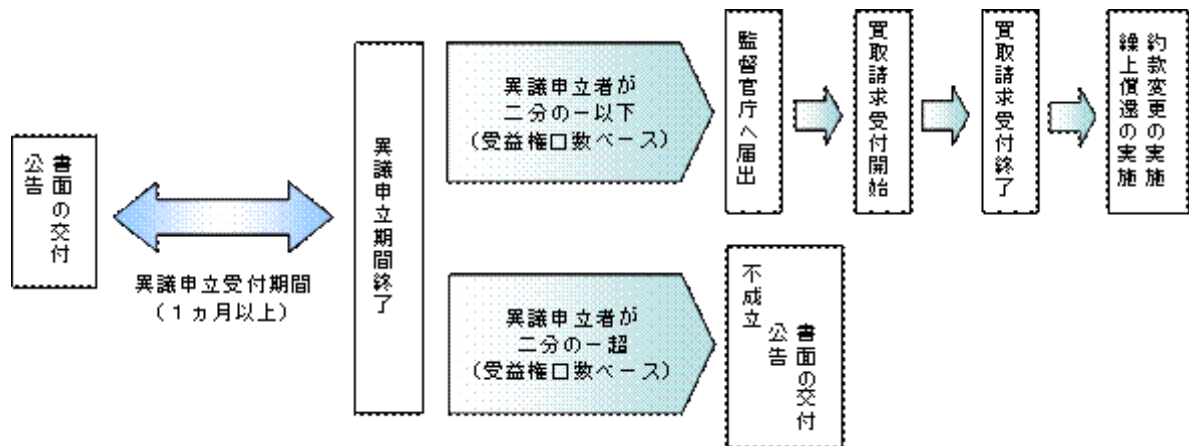 書面の交付
公告
異議申立受付期間
（１ヵ月以上）
異議申立期間終了
異議申立者が
二分の一以下
（受益権口数ベース）
監督官庁へ届出
買取請求受付開始
買取請求受付終了
約款変更の実施
繰上償還の実施
異議申立者が
二分の一超
（受益権口数ベース）
不成立
書面の交付
公告